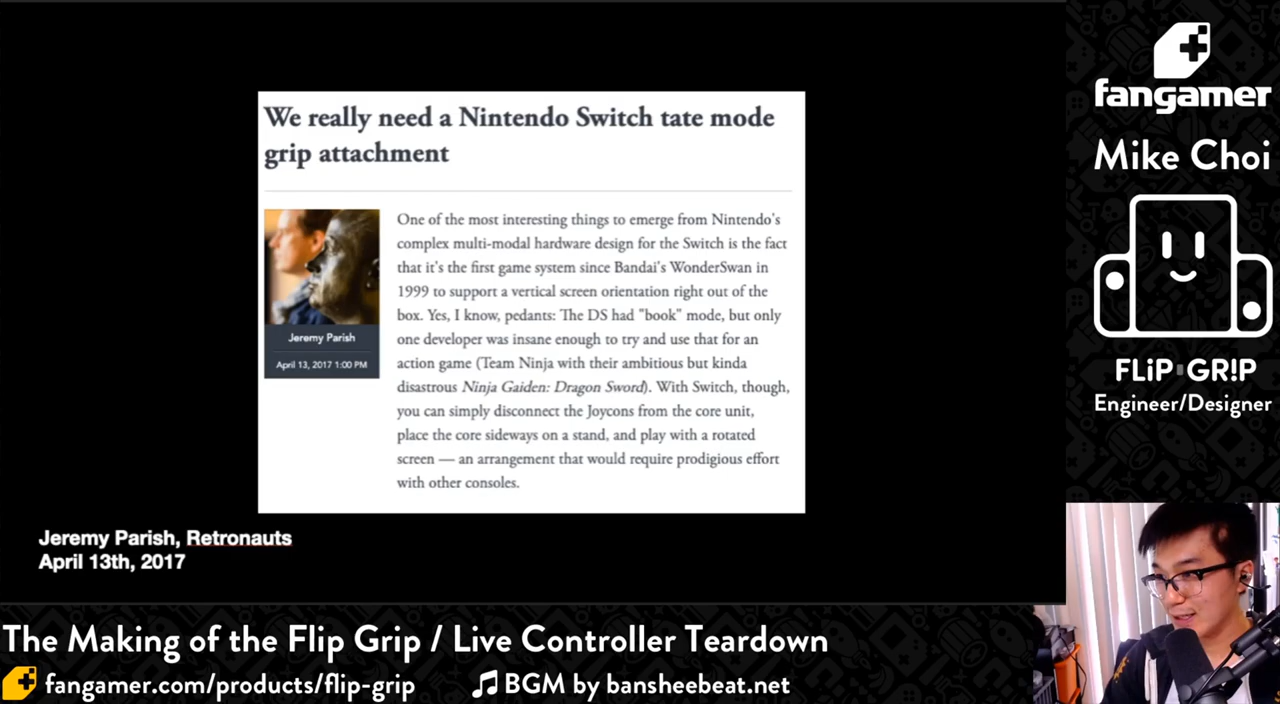 We really need a Nintendo Switch tate mode
grip attachment
Jeremy Parish
April 13, 2017 1:00 PM
One of the most interesting things to emerge from Nintendo's
complex multi-modal hardware design for the Switch is the fact
that it's the first game system since Bandai's WonderSwan in
1999 to support a vertical screen orientation right out of the
box. Yes, I know, pedants: The DS had "book" mode, but only
one developer was insane enough to try and use that for an
action game (Team Ninja with their ambitious but kinda
disastrous Ninja Gaiden: Dragon Sword). With Switch, though,
you can simply disconnect the Joycons from the core unit,
place the core sideways on a stand, and play with a rotated
screen — an arrangement that would require prodigious effort
with other consoles.
Jeremy Parish, Retronauts
April 13th, 2017
fangamer
Mike Choi
FLiP GR!P
Engineer/Designer
The Making of the Flip Grip / Live Controller Teardown
fangamer.com/products/flip-grip
BGM by bansheebeat.net